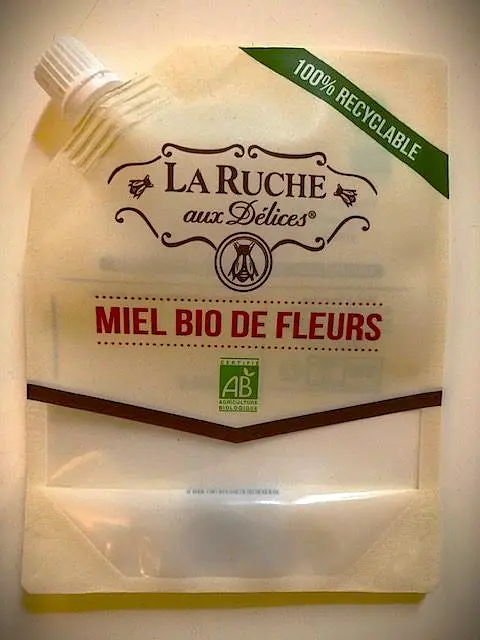 100% RECYCLABLE
LA RUCHE
aux Délices®
MIEL BIO DE FLEURS
CERTIFIÉ
AB
AGRICULTURE
BIOLOGIQUE